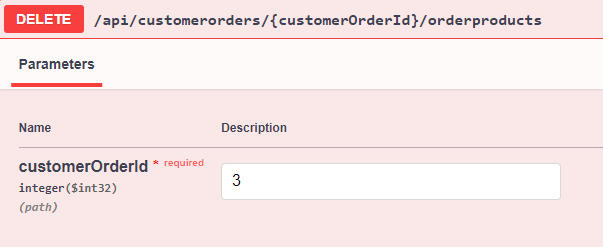 DELETE /api/customerorders/{customerOrderId}/orderproducts
Parameters
Name Description
customerOrderId * required
integer($int32)
(path)
3